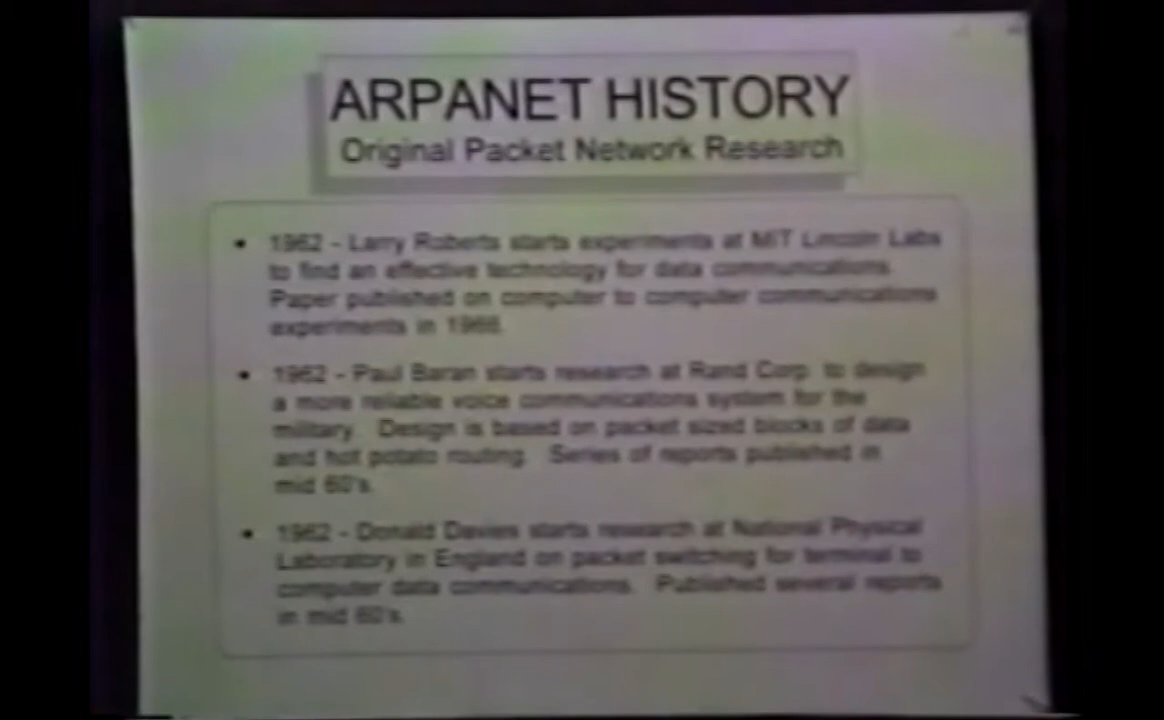 ARPANET HISTORY
Original Packet Network Research
• 1962 - Larry Roberts starts experiments at MIT Lincoln Labs
to find an effective technology for data communications.
Paper published on computer to computer communications
experiments in
• 1962 - Paul Baran starts research at Rand Corp. to design
a more reliable voice communications system for the
military. Design is based on packet sized blocks of data
and hot potato routing. Series of reports published in
mid 60's.
• 1962 - Donald Davies starts research at National Physical
Laboratory in England on packet switching for terminal to
computer data communications. Published several reports
in mid 60's.